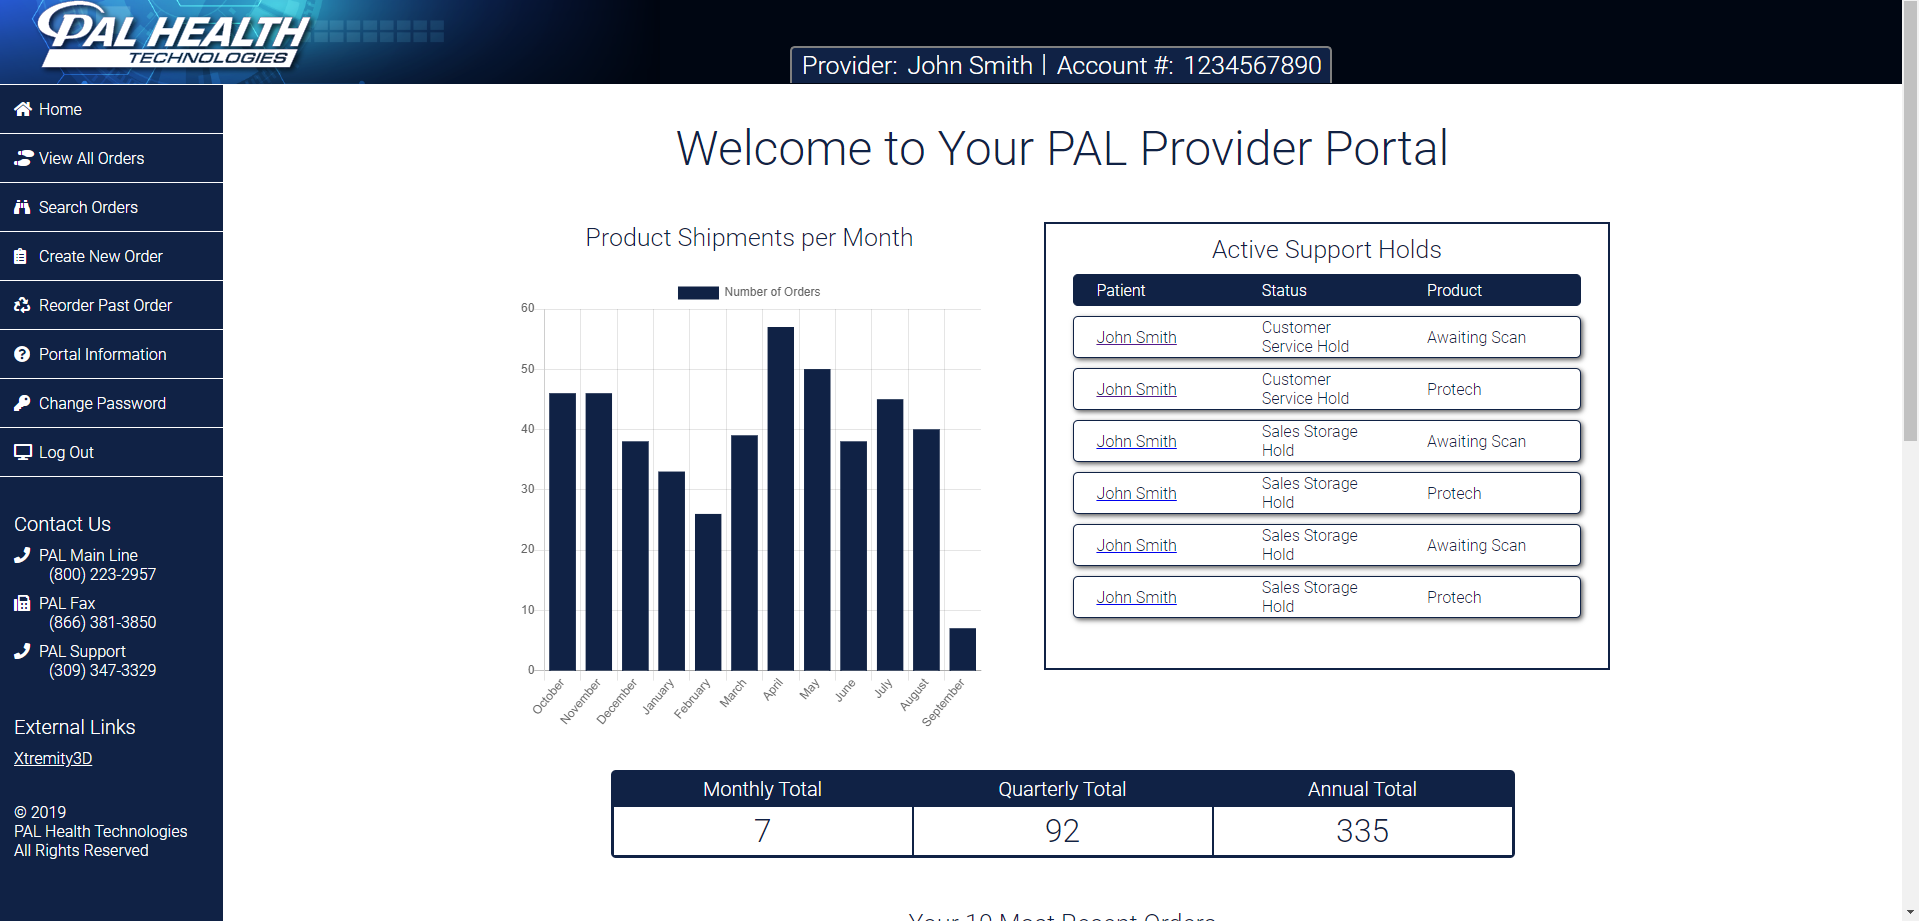 PAL HEALTH
TECHNOLOGIES
Provider: John Smith | Account #: 1234567890
Home
View All Orders
Search Orders
Create New Order
Reorder Past Order
Portal Information
Change Password
Log Out
Contact Us
PAL Main Line
(800) 223-2957
PAL Fax
(866) 381-3850
PAL Support
(309) 347-3329
External Links
Xtremity3D
© 2019
PAL Health Technologies
All Rights Reserved
Welcome to Your PAL Provider Portal
Product Shipments per Month
Number of Orders
60
50
40
30
20
10
0
October
November
December
January
February
March
April
May
June
July
August
September
Active Support Holds
Patient Status Product
John Smith Customer Service Hold Awaiting Scan
John Smith Customer Service Hold Protech
John Smith Sales Storage Hold Awaiting Scan
John Smith Sales Storage Hold Protech
John Smith Sales Storage Hold Awaiting Scan
John Smith Sales Storage Hold Protech
Monthly Total Quarterly Total Annual Total
7 92 335
Your 10 Most Recent Orders